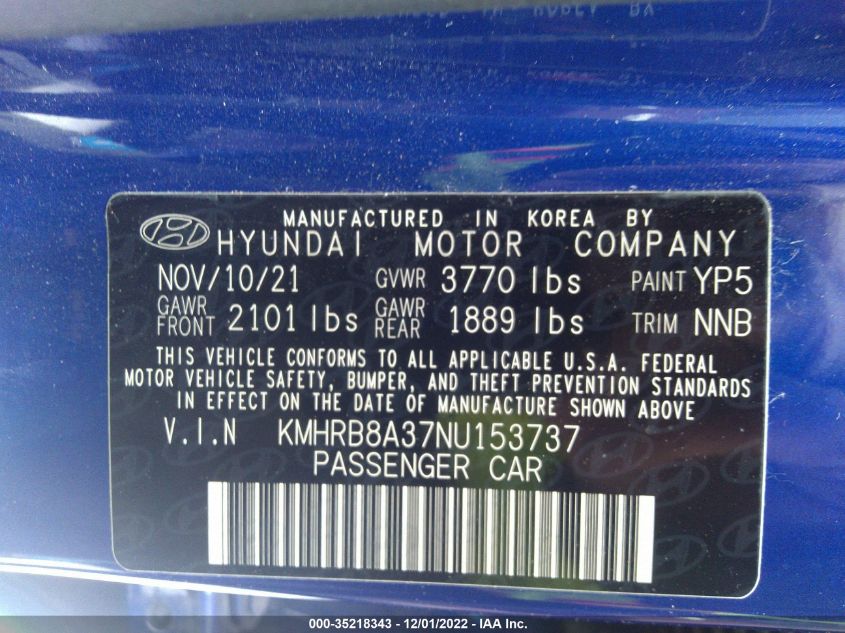 MANUFACTURED IN KOREA BY
HYUNDAI MOTOR COMPANY
NOV/10/21 GVWR 3770 lbs PAINT YP5
GAWR FRONT 2101 lbs GAWR REAR 1889 lbs TRIM NNB
THIS VEHICLE CONFORMS TO ALL APPLICABLE U.S.A. FEDERAL
MOTOR VEHICLE SAFETY, BUMPER, AND THEFT PREVENTION STANDARDS
IN EFFECT ON THE DATE OF MANUFACTURE SHOWN ABOVE
V.I.N KMHRB8A37NU153737
PASSENGER CAR
000-35218343 - 12/01/2022 - IAA Inc.